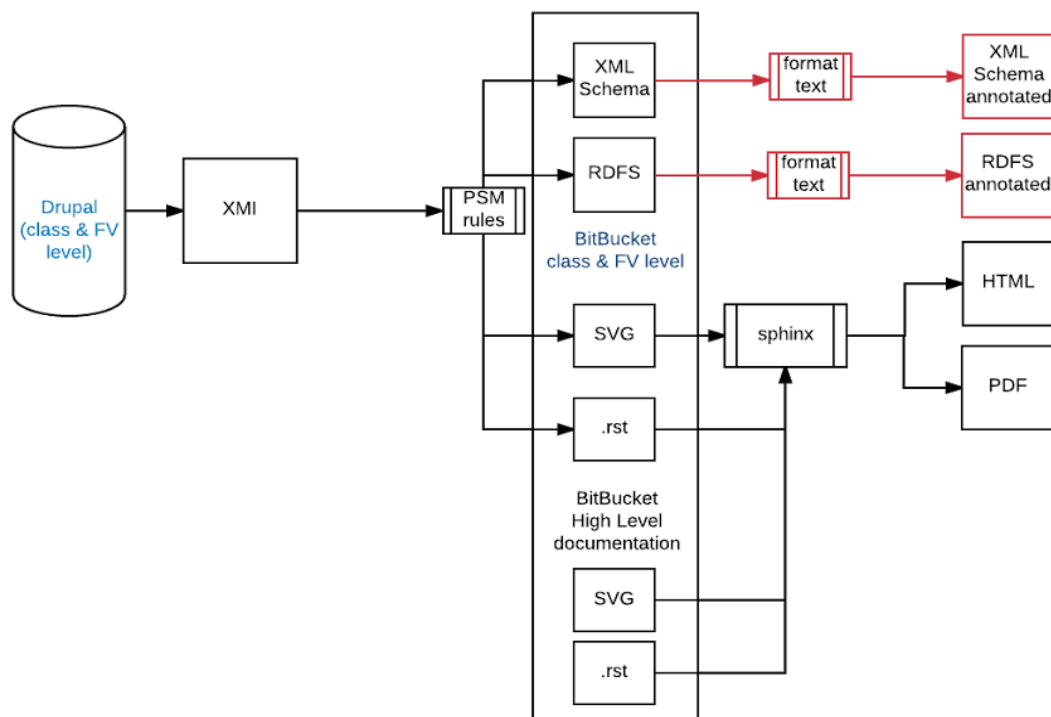 XML
Schema
format
text
XML
Schema
annotated
Drupal
(class & FV
level)
XMI
PSM
rules
RDFS
format
text
RDFS
annotated
BitBucket
class & FV level
SVG
sphinx
HTML
PDF
.rst
BitBucket
High Level
documentation
SVG
.rst